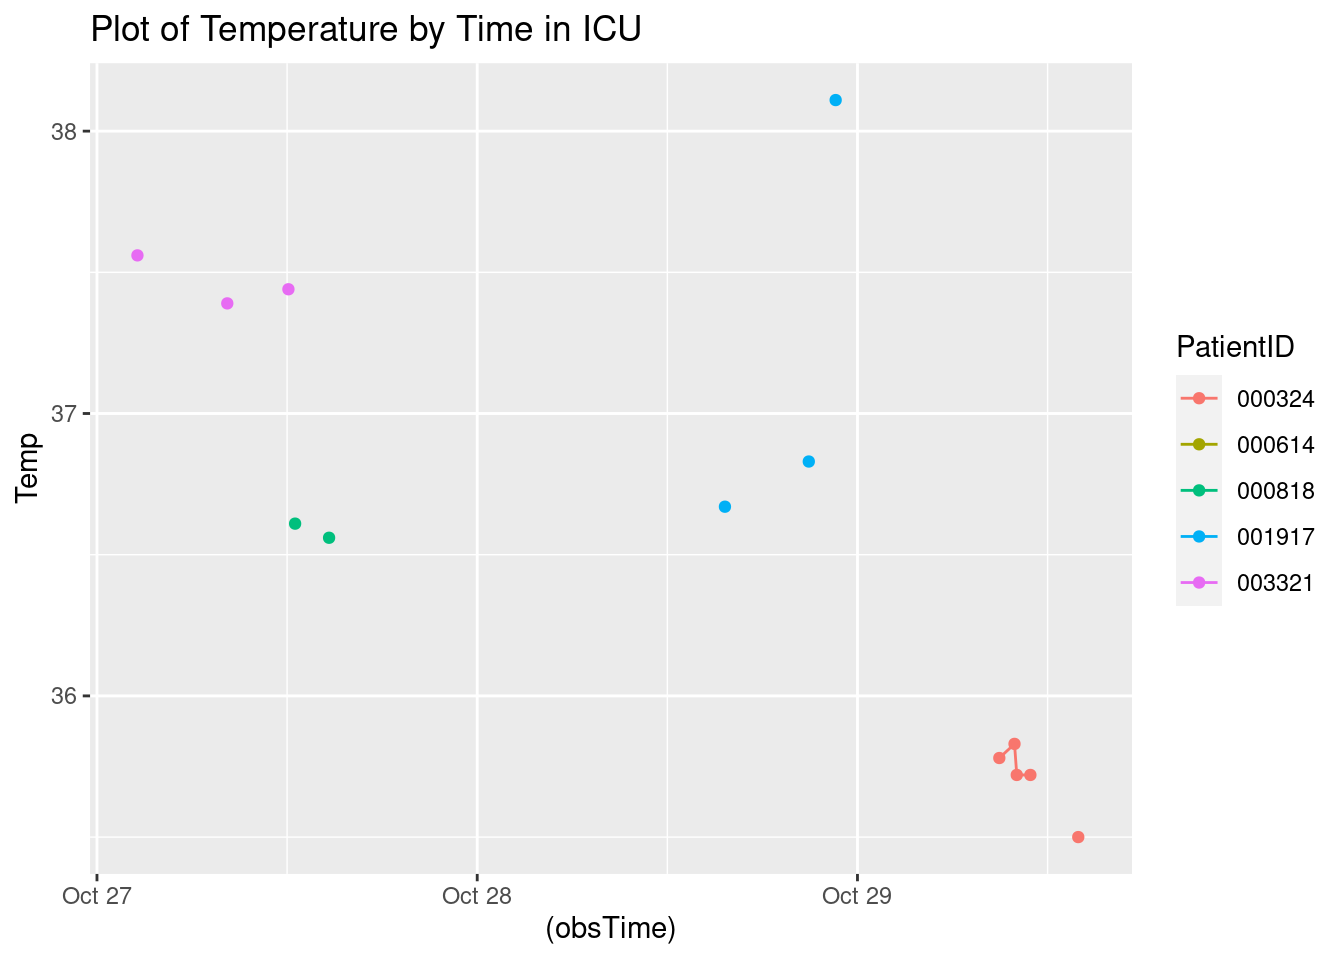 Plot of Temperature by Time in ICU
38
37
36
Temp
Oct 27
Oct 28
Oct 29
(obsTime)
PatientID
000324
000614
000818
001917
003321